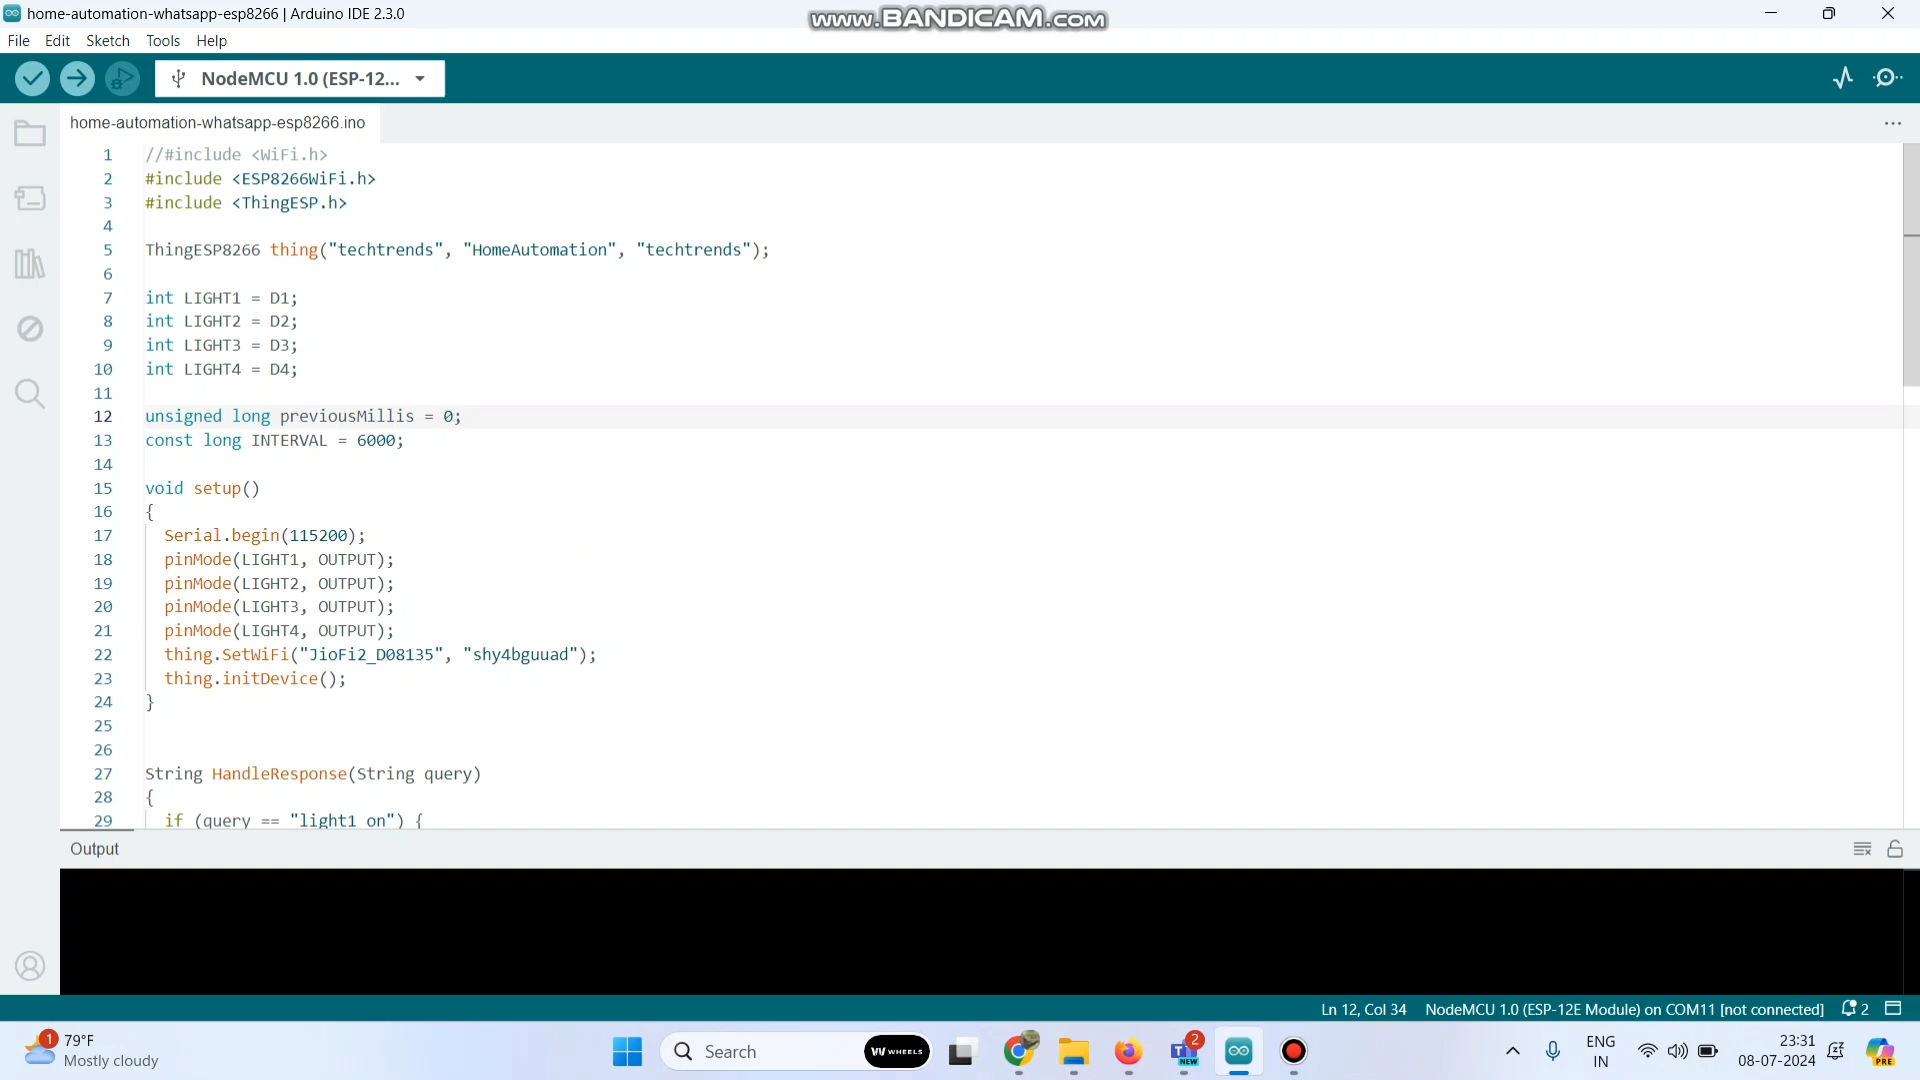 home-automation-whatsapp-esp8266 | Arduino IDE 2.3.0
www.BANDICAM.com
File Edit Sketch Tools Help
NodeMCU 1.0 (ESP-12...
home-automation-whatsapp-esp8266.ino
1 //#include <WiFi.h>
2 #include <ESP8266WiFi.h>
3 #include <ThingESP.h>
4
5 ThingESP8266 thing("techtrends", "HomeAutomation", "techtrends");
6
7 int LIGHT1 = D1;
8 int LIGHT2 = D2;
9 int LIGHT3 = D3;
10 int LIGHT4 = D4;
11
12 unsigned long previousMillis = 0;
13 const long INTERVAL = 6000;
14
15 void setup()
16 {
17 Serial.begin(115200);
18 pinMode(LIGHT1, OUTPUT);
19 pinMode(LIGHT2, OUTPUT);
20 pinMode(LIGHT3, OUTPUT);
21 pinMode(LIGHT4, OUTPUT);
22 thing.SetWiFi("JioFi2_D08135", "shy4bguuad");
23 thing.initDevice();
24 }
25
26
27 String HandleResponse(String query)
28 {
29 if (query == "light1 on") {
Output
Ln 12, Col 34 NodeMCU 1.0 (ESP-12E Module) on COM11 [not connected] 2
1 79°F
Mostly cloudy
Search
WHEELS
2
NEW
ENG
IN
23:31
08-07-2024
PRE